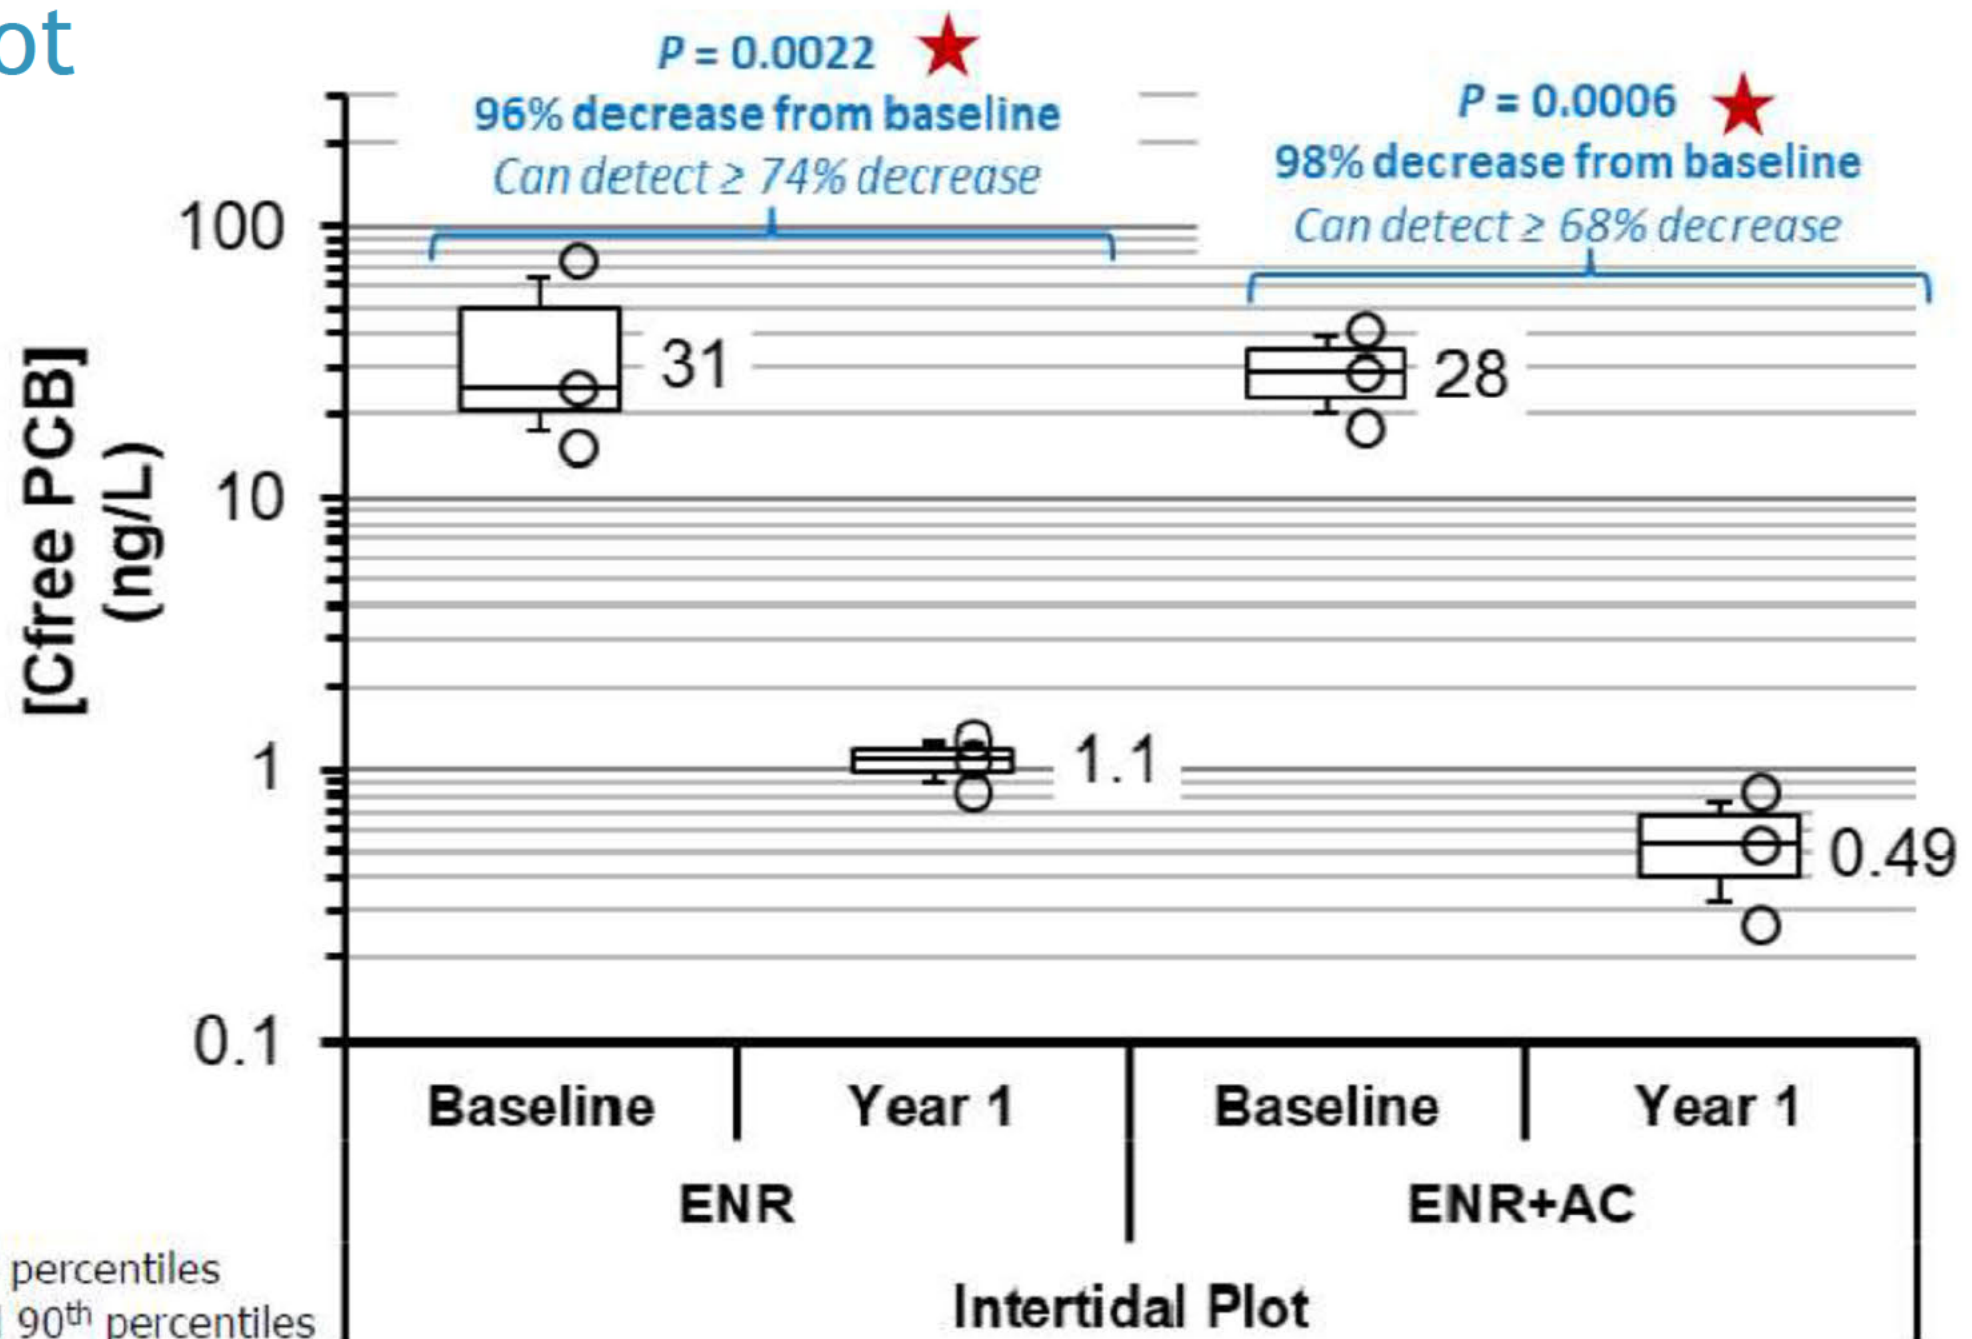 ot
P = 0.0022
96% decrease from baseline
Can detect ≥ 74% decrease
P = 0.0006
98% decrease from baseline
Can detect ≥ 68% decrease
[Cfree PCB]
(ng/L)
100
10
1
0.1
31
28
1.1
0.49
Baseline Year 1 Baseline Year 1
ENR ENR+AC
Intertidal Plot
percentiles
90th percentiles